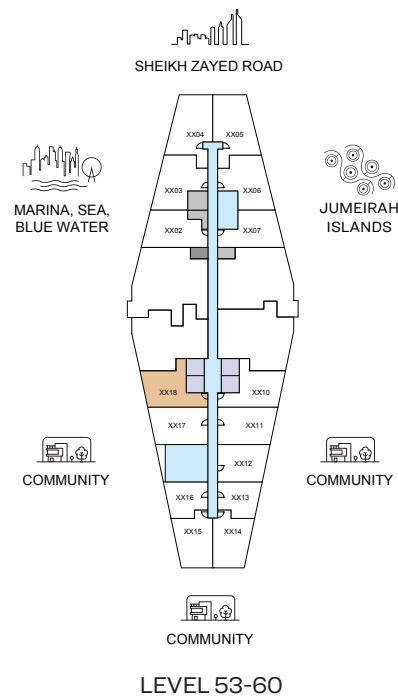 SHEIKH ZAYED ROAD
XX04
XX05
MARINA, SEA,
BLUE WATER
XX03
XX06
JUMEIRAH
ISLANDS
XX02
XX07
XX18
XX10
XX17
XX11
COMMUNITY
XX12
COMMUNITY
XX16
XX13
XX15
XX14
COMMUNITY
LEVEL 53-60